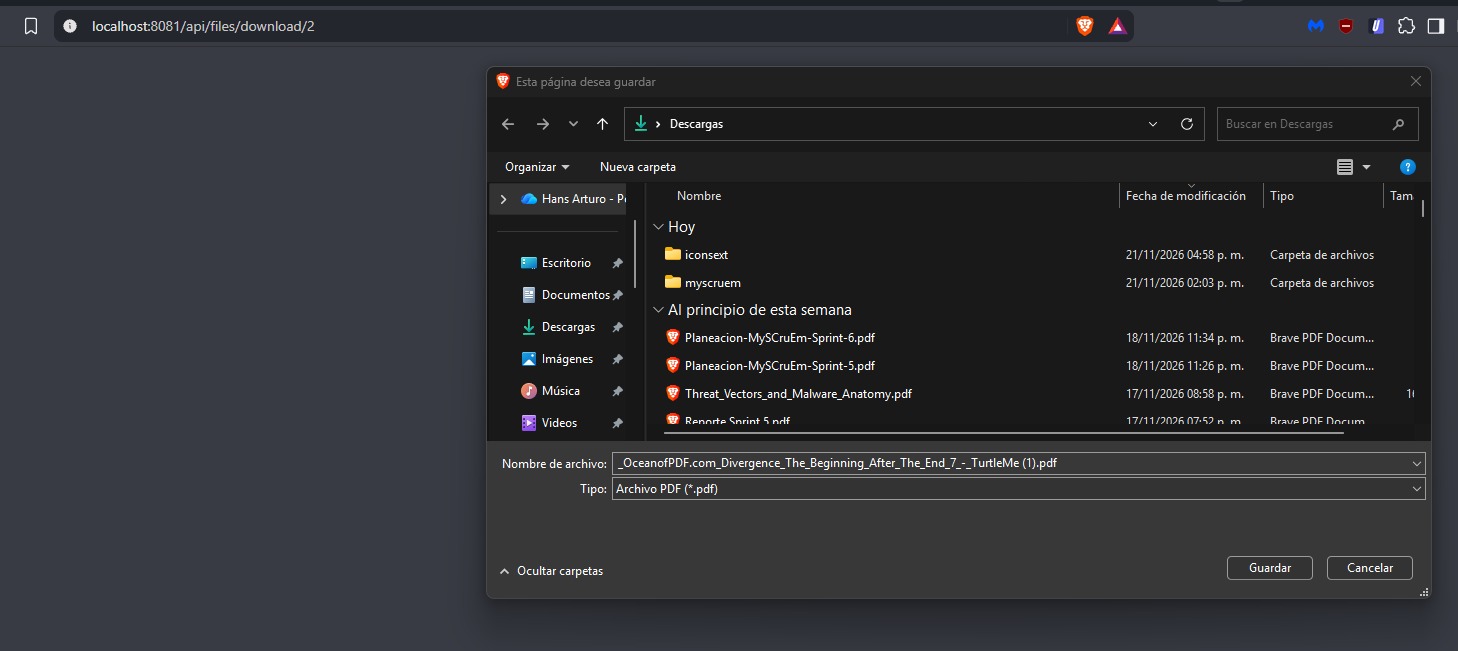 localhost:8081/api/files/download/2
Esta página desea guardar
Descargas
Buscar en Descargas
Organizar
Nueva carpeta
Hans Arturo - Pe
Escritorio
Documentos
Descargas
Imágenes
Música
Videos
Nombre Fecha de modificación Tipo Tam
Hoy
iconsext 21/11/2026 04:58 p. m. Carpeta de archivos
myscruem 21/11/2026 02:03 p. m. Carpeta de archivos
Al principio de esta semana
Planeacion-MySCruEm-Sprint-6.pdf 18/11/2026 11:34 p. m. Brave PDF Docum...
Planeacion-MySCruEm-Sprint-5.pdf 18/11/2026 11:26 p. m. Brave PDF Docum...
Threat_Vectors_and_Malware_Anatomy.pdf 17/11/2026 08:58 p. m. Brave PDF Docum...
Reporte Sprint 5.pdf 17/11/2026 07:52 p. m. Brave PDF Docum...
Nombre de archivo: _OceanofPDF.com_Divergence_The_Beginning_After_The_End_7_-_TurtleMe (1).pdf
Tipo: Archivo PDF (*.pdf)
Ocultar carpetas
Guardar
Cancelar